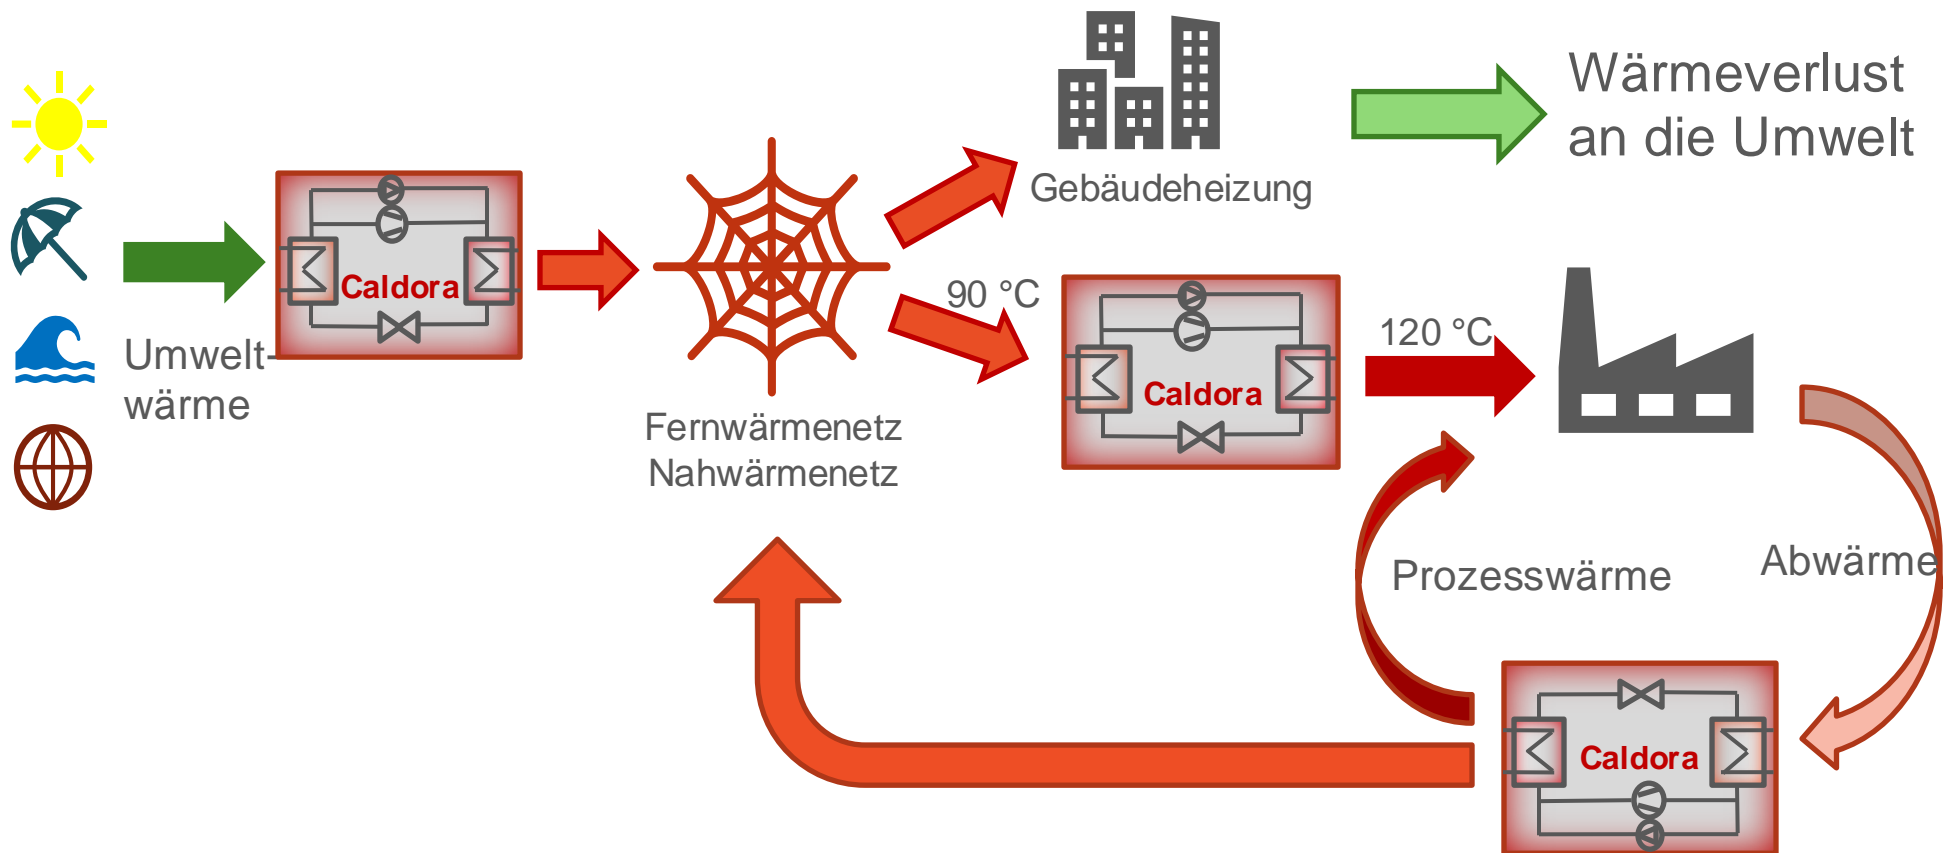 Wärmeverlust
an die Umwelt
Gebäudeheizung
Caldora
90 °C
120 °C
Umwelt-
wärme
Caldora
Fernwärmenetz
Nahwärmenetz
Prozesswärme
Abwärme
Caldora